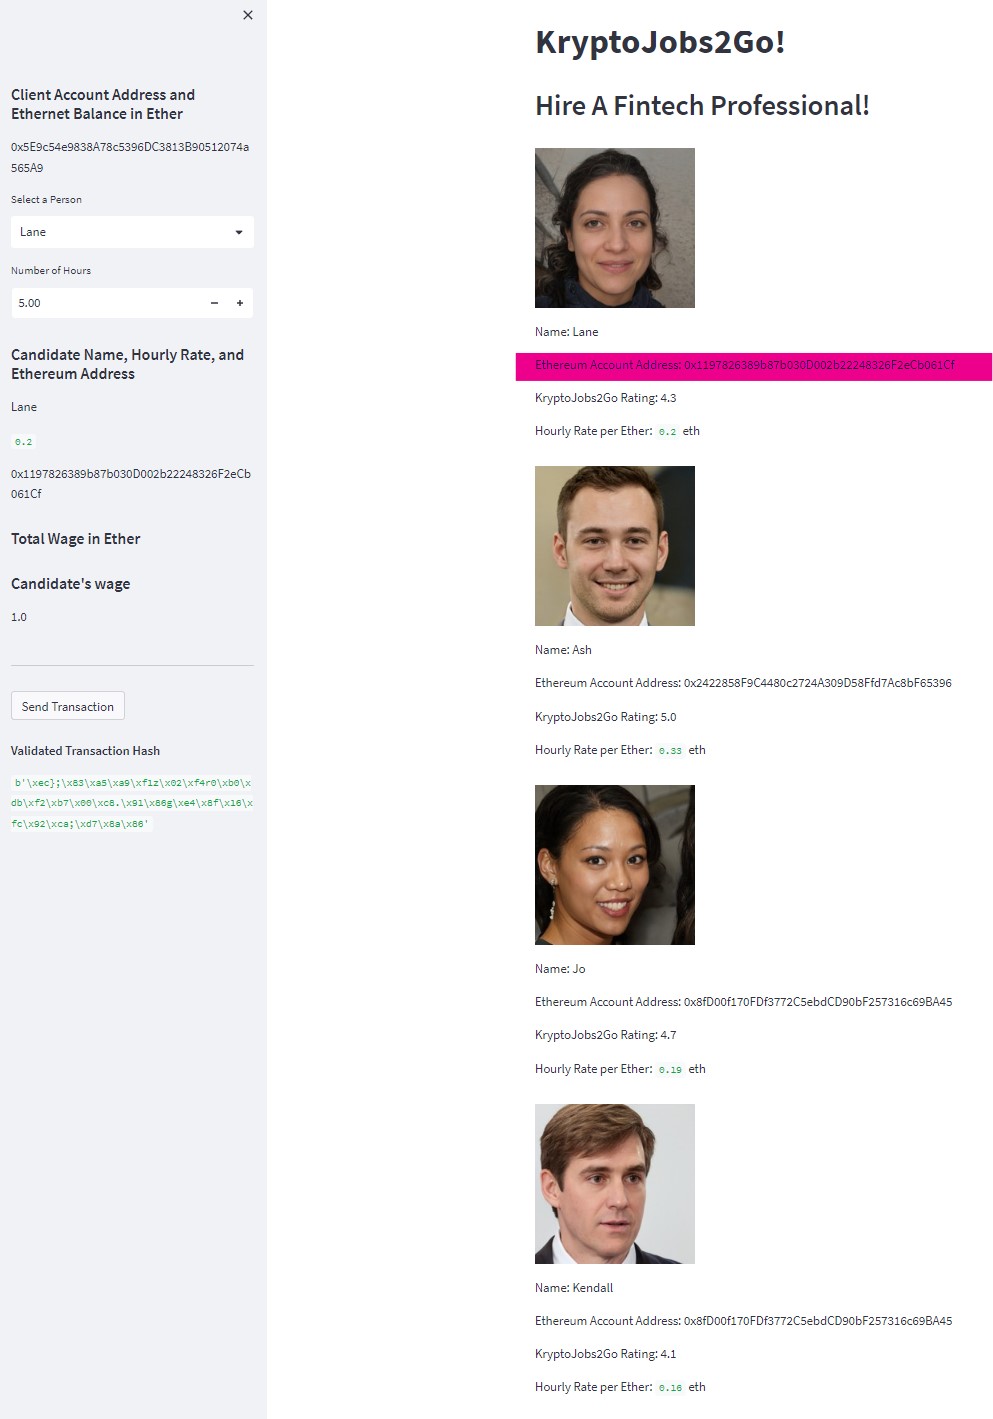 ×
Client Account Address and
Ethernet Balance in Ether
0x5E9c54e9838A78c5396DC3813B90512074a
565A9
Select a Person
Lane
Number of Hours
5.00
Candidate Name, Hourly Rate, and
Ethereum Address
Lane
0.2
0x1197826389b87b030D002b22248326F2eCb
061Cf
Total Wage in Ether
Candidate's wage
1.0
Send Transaction
Validated Transaction Hash
b'\xec};\x83\xa5\xa9\xf1z\x02\xf4r0\xb0\x
db\xf2\xb7\x00\xc8.\x91\x86g\xe4\x8f\x16\x
fc\x92\xca;\xd7\x8a\x86'
KryptoJobs2Go!
Hire A Fintech Professional!
Name: Lane
Ethereum Account Address: 0x1197826389b87b030D002b22248326F2eCb061Cf
KryptoJobs2Go Rating: 4.3
Hourly Rate per Ether: 0.2 eth
Name: Ash
Ethereum Account Address: 0x2422858F9C4480c2724A309D58Ffd7Ac8bF65396
KryptoJobs2Go Rating: 5.0
Hourly Rate per Ether: 0.33 eth
Name: Jo
Ethereum Account Address: 0x8fD00f170FDf3772C5ebdCD90bF257316c69BA45
KryptoJobs2Go Rating: 4.7
Hourly Rate per Ether: 0.19 eth
Name: Kendall
Ethereum Account Address: 0x8fD00f170FDf3772C5ebdCD90bF257316c69BA45
KryptoJobs2Go Rating: 4.1
Hourly Rate per Ether: 0.16 eth